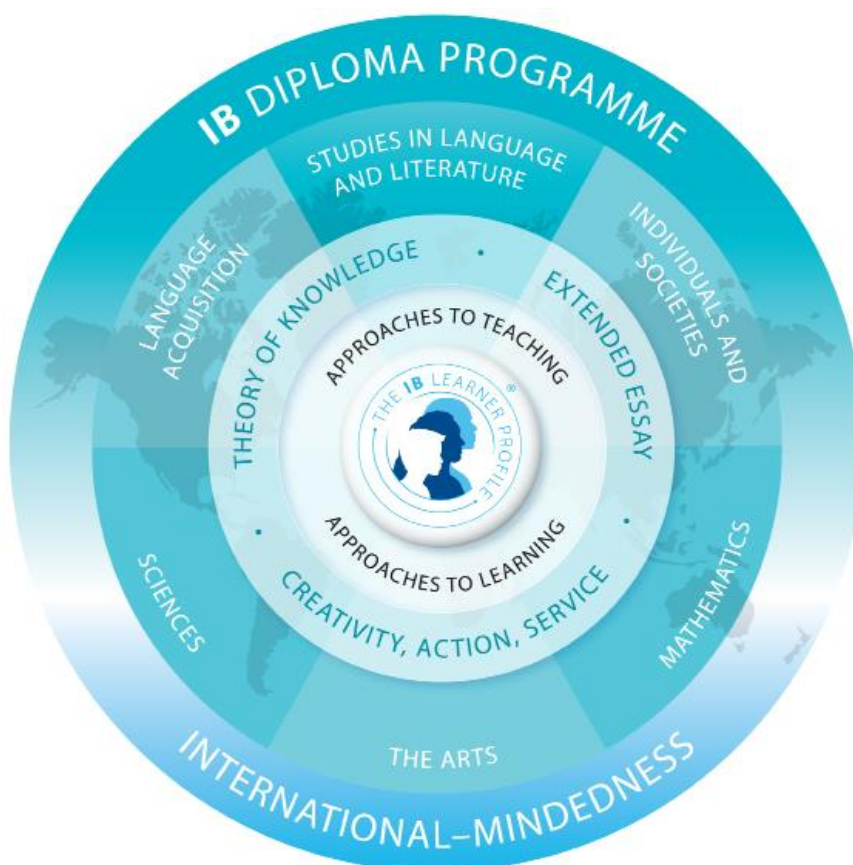 IB DIPLOMA PROGRAMME
STUDIES IN LANGUAGE
AND LITERATURE
LANGUAGE
ACQUISITION
INDIVIDUALS AND
SOCIETIES
THEORY OF KNOWLEDGE ·
EXTENDED ESSAY ·
APPROACHES TO TEACHING
· THE IB LEARNER PROFILE · ®
APPROACHES TO LEARNING
· CREATIVITY, ACTION, SERVICE
SCIENCES
MATHEMATICS
THE ARTS
INTERNATIONAL–MINDEDNESS